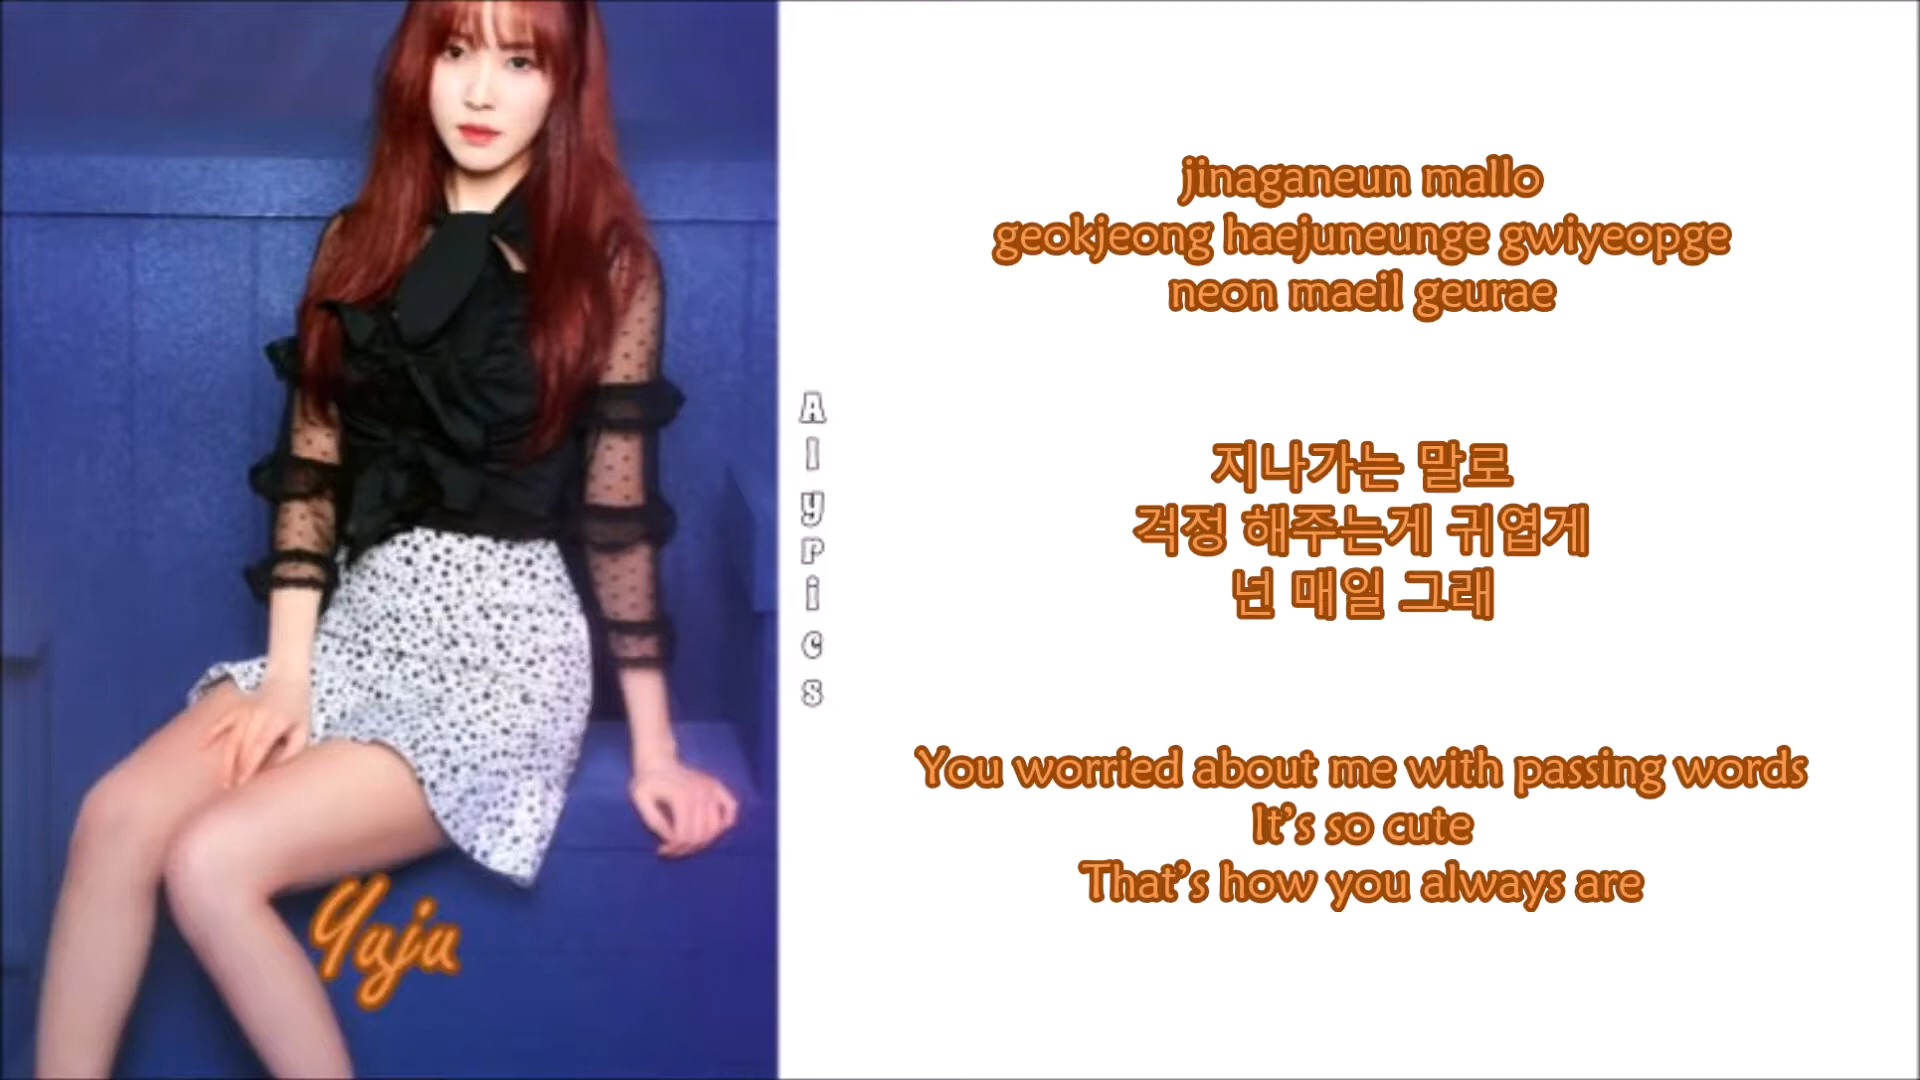 Yuju
Alypics
jinaganeun mallo
geokjeong haejuneunge gwiyeopge
neon maeil geurae
지나가는 말로
걱정 해주는게 귀엽게
넌 매일 그래
You worried about me with passing words
It's so cute
That's how you always are